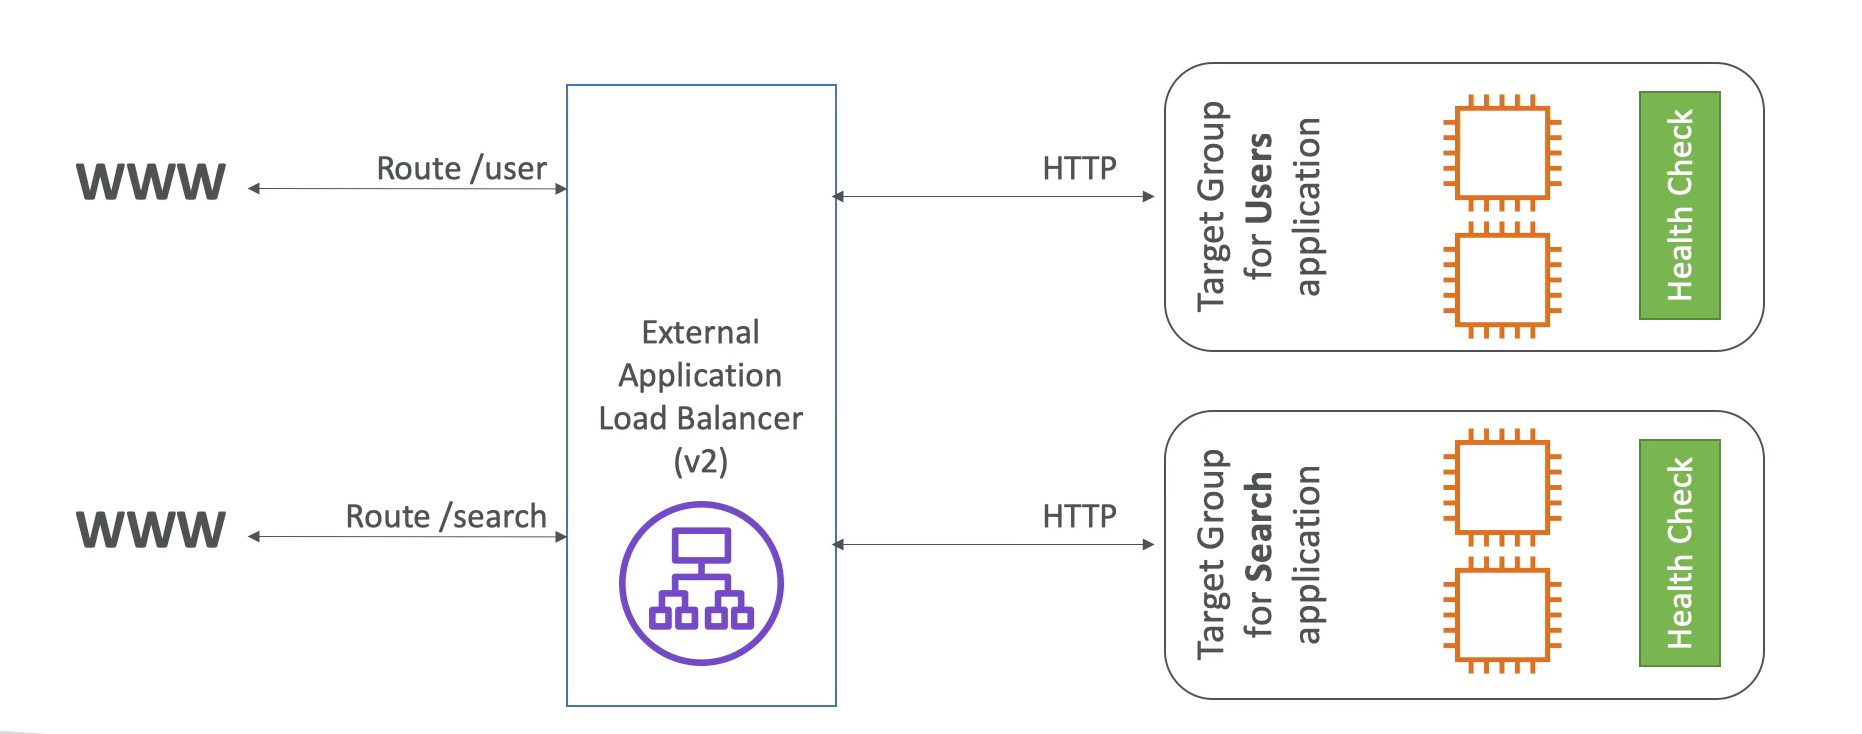 WWW
Route /user
HTTP
Target Group
for Users
application
Health Check
External
Application
Load Balancer
(v2)
WWW
Route /search
HTTP
Target Group
for Search
application
Health Check